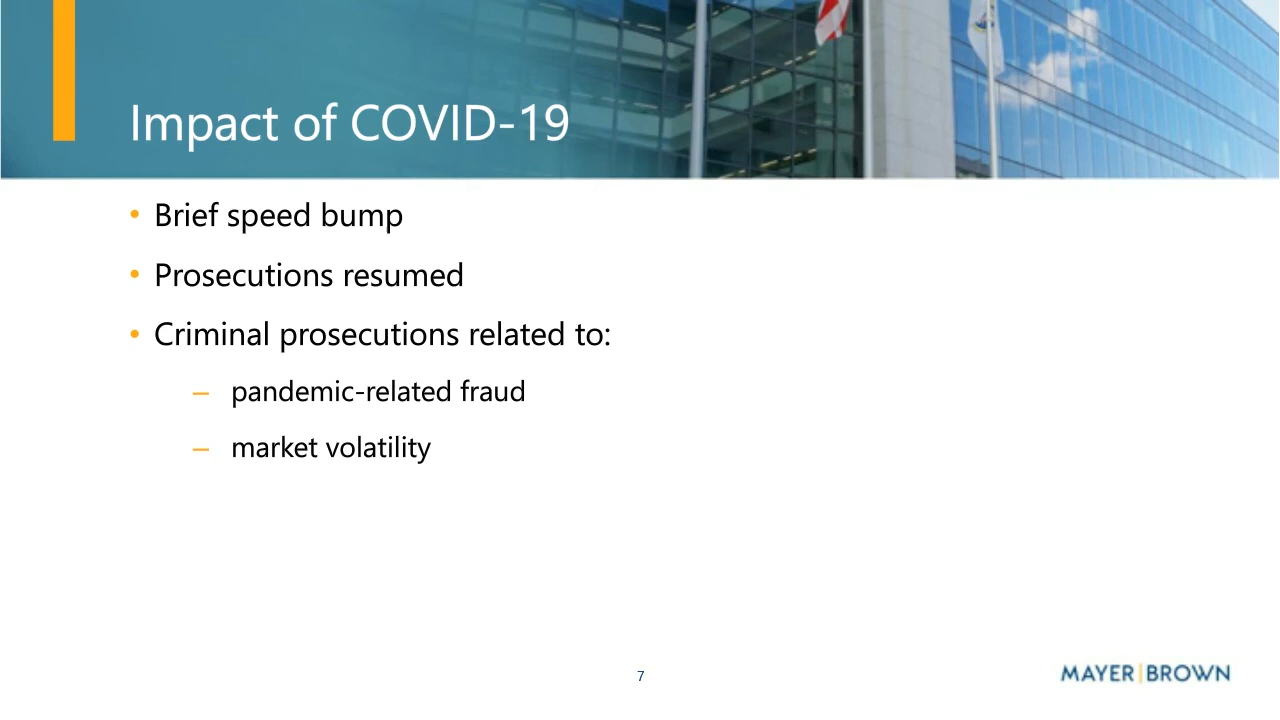 Impact of COVID-19
• Brief speed bump
• Prosecutions resumed
• Criminal prosecutions related to:
– pandemic-related fraud
– market volatility
7
MAYER|BROWN